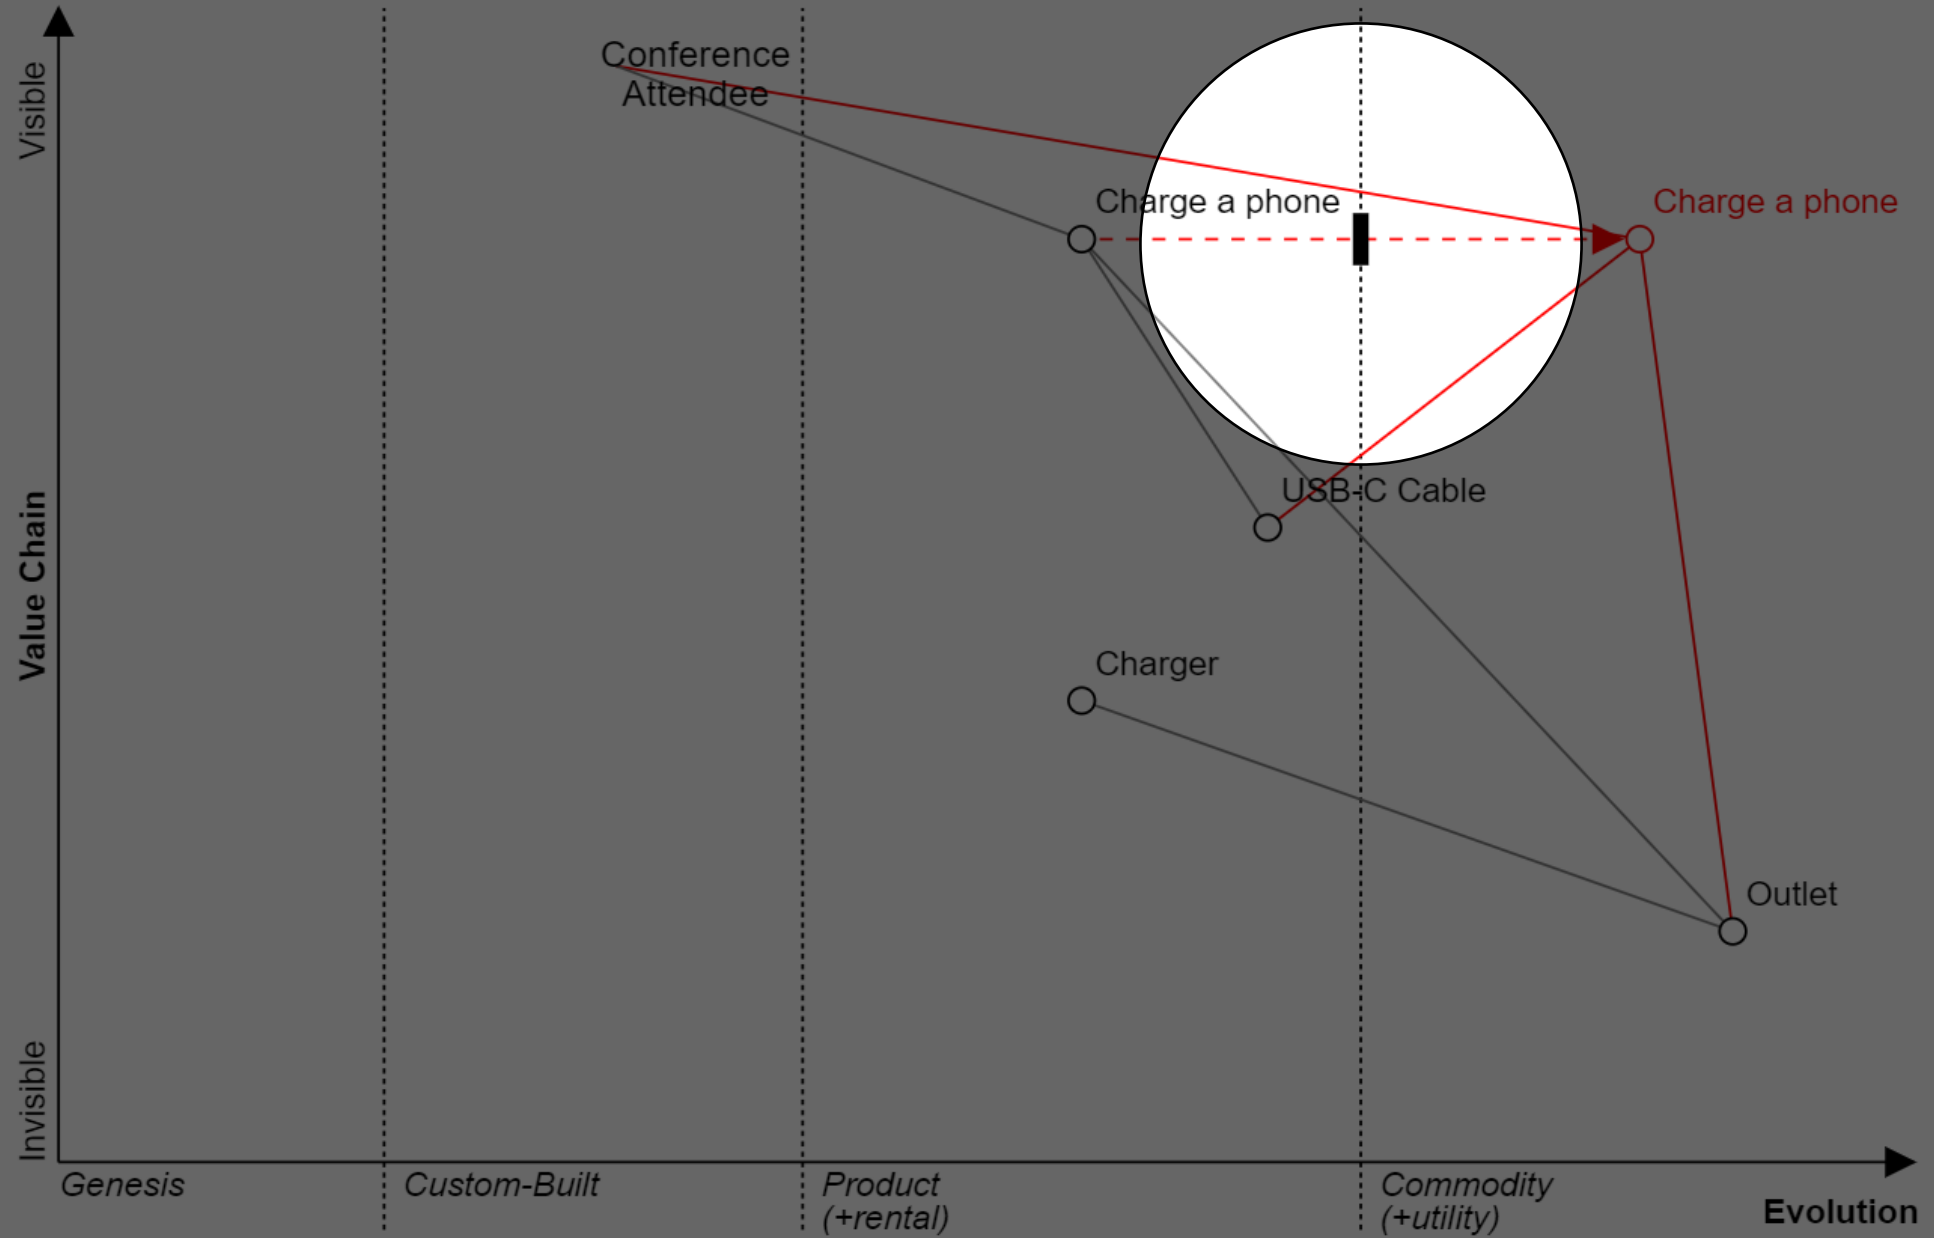 Visible
Conference
Attendee
Charge a phone
Charge a phone
Value Chain
USB-C Cable
Charger
Outlet
Invisible
Genesis
Custom-Built
Product
(+rental)
Commodity
(+utility)
Evolution